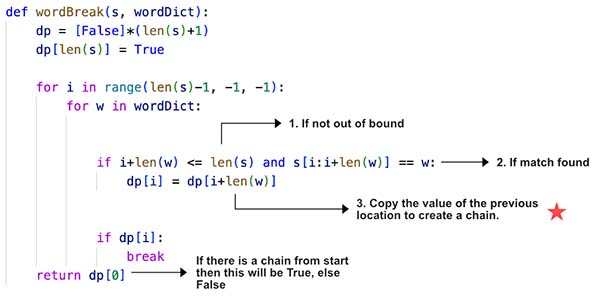 def wordBreak(s, wordDict):
dp = [False]*(len(s)+1)
dp[len(s)] = True
for i in range(len(s)-1, -1, -1):
for w in wordDict:
1. If not out of bound
if i+len(w) <= len(s) and s[i:i+len(w)] == w:
2. If match found
dp[i] = dp[i+len(w)]
3. Copy the value of the previous
location to create a chain.
if dp[i]:
break
return dp[0]
If there is a chain from start
then this will be True, else
False